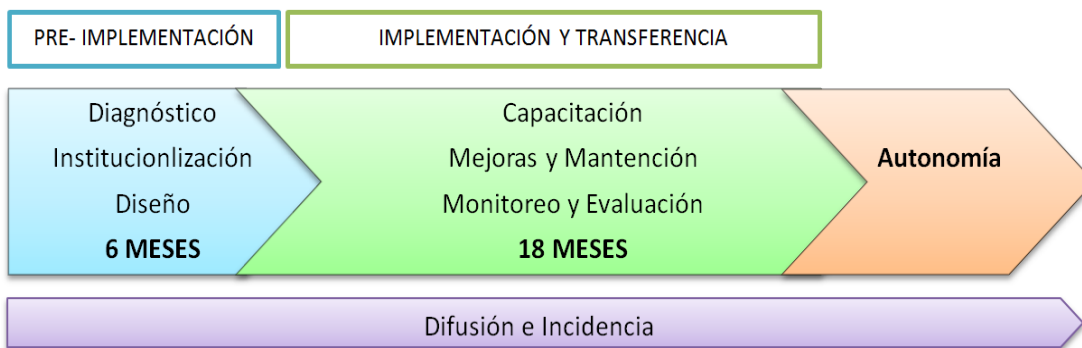 PRE- IMPLEMENTACIÓN
IMPLEMENTACIÓN Y TRANSFERENCIA
Diagnóstico
Institucionlización
Diseño
6 MESES
Capacitación
Mejoras y Mantención
Monitoreo y Evaluación
18 MESES
Autonomía
Difusión e Incidencia